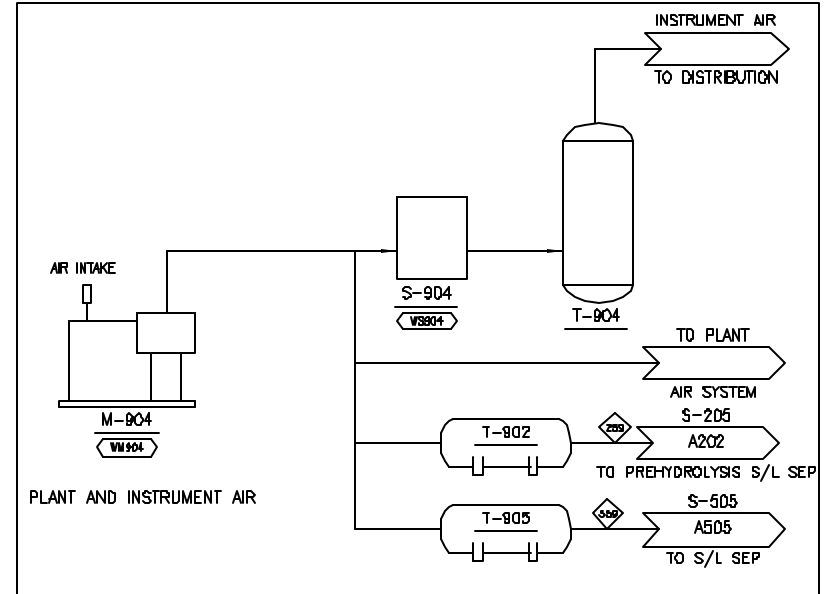 INSTRUMENT AIR
TO DISTRIBUTION
AIR INTAKE
S-904
WS904
T-904
TO PLANT
AIR SYSTEM
M-904
WM904
S-205
T-902
A202
TO PREHYDROLYSIS S/L SEP
PLANT AND INSTRUMENT AIR
S-505
T-905
A505
TO S/L SEP